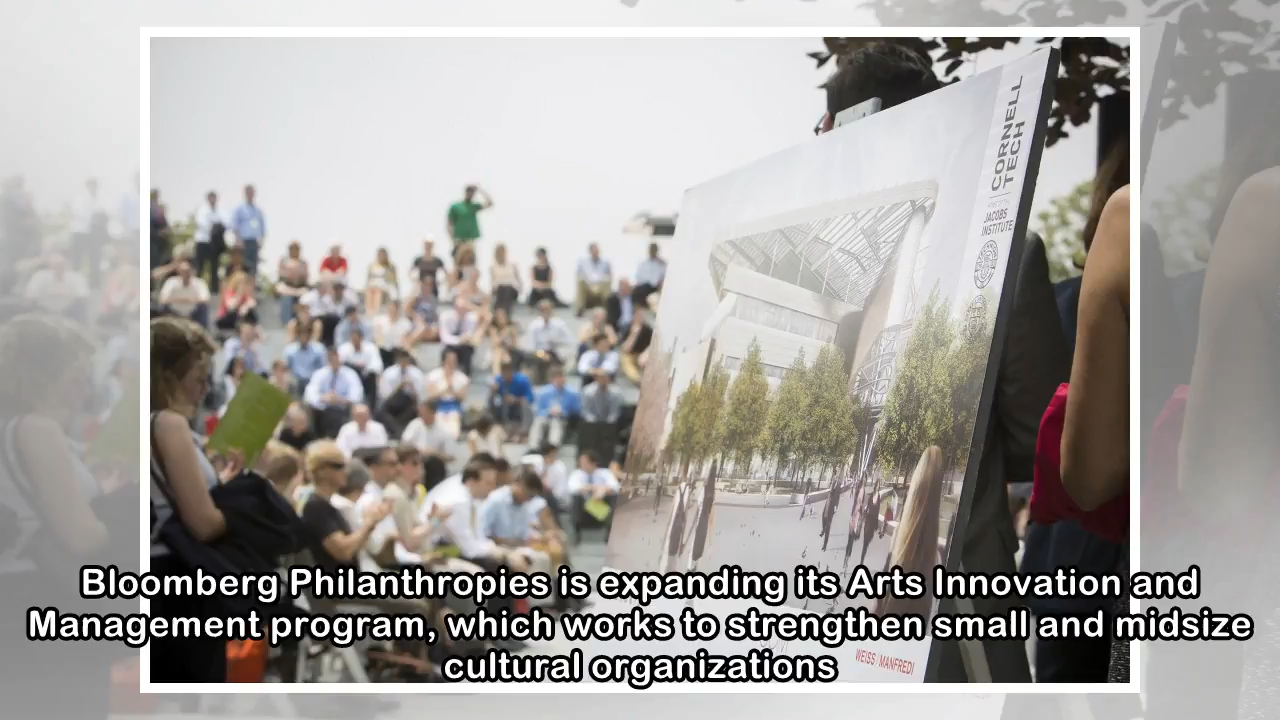 CORNELL
TECH
JACOBS
INSTITUTE
Bloomberg Philanthropies is expanding its Arts Innovation and
Management program, which works to strengthen small and midsize
cultural organizations
WEISS/MANFREDI